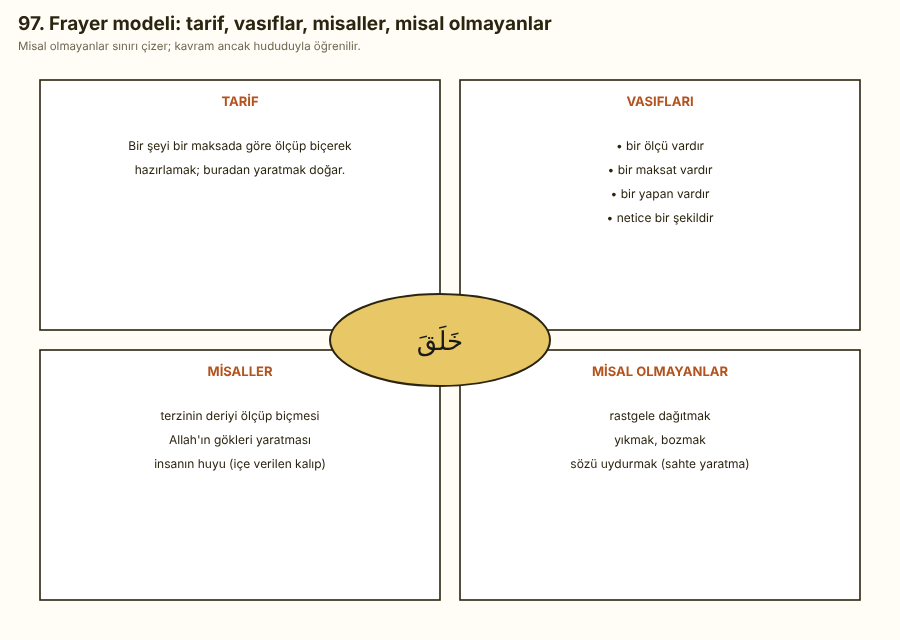 97. Frayer modeli: tarif, vasıflar, misaller, misal olmayanlar
Misal olmayanlar sınırı çizer; kavram ancak hududuyla öğrenilir.
TARİF
Bir şeyi bir maksada göre ölçüp biçerek
hazırlamak; buradan yaratmak doğar.
VASIFLARI
• bir ölçü vardır
• bir maksat vardır
• bir yapan vardır
• netice bir şekildir
خَلَقَ
MİSALLER
terzinin deriyi ölçüp biçmesi
Allah'ın gökleri yaratması
insanın huyu (içe verilen kalıp)
MİSAL OLMAYANLAR
rastgele dağıtmak
yıkmak, bozmak
sözü uydurmak (sahte yaratma)